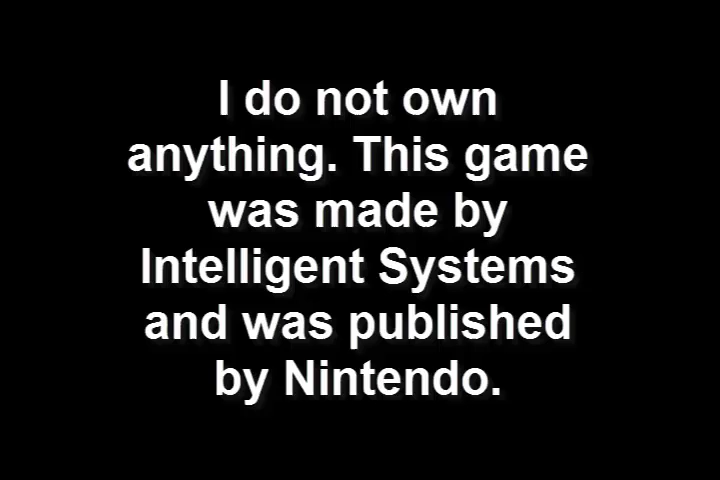 I do not own
anything. This game
was made by
Intelligent Systems
and was published
by Nintendo.